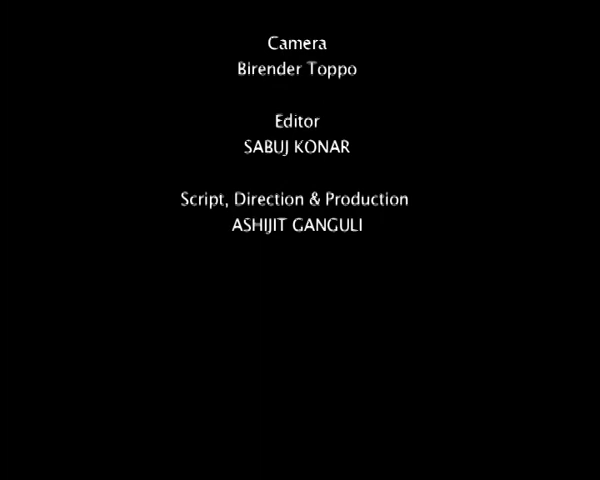 Camera
Birender Toppo
Editor
SABUJ KONAR
Script, Direction & Production
ASHIJIT GANGULI